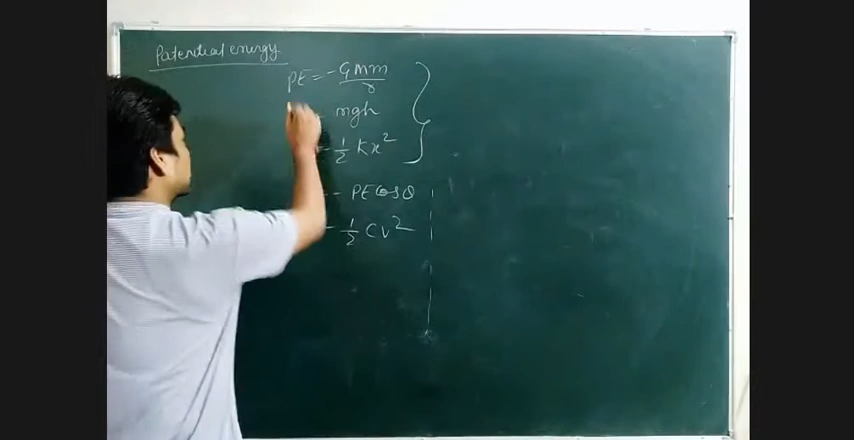 Potential energy
PE = - GMm/r
mgh
- 1/2 Kx²
= - PE cos θ
- 1/2 CV²